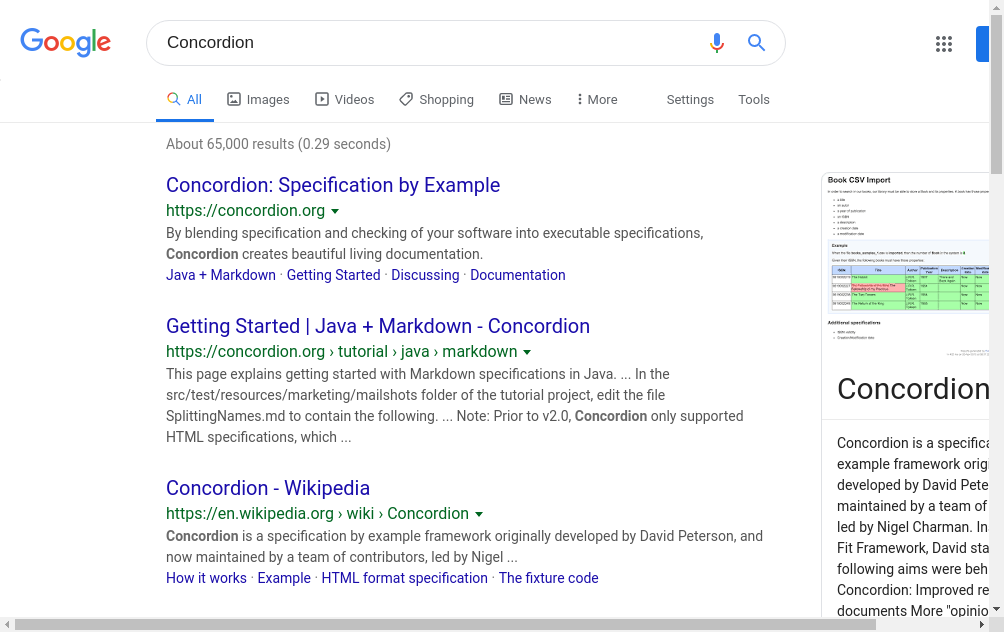 Google
Concordion
All
Images
Videos
Shopping
News
More
Settings
Tools
About 65,000 results (0.29 seconds)
Concordion: Specification by Example
https://concordion.org
By blending specification and checking of your software into executable specifications,
Concordion creates beautiful living documentation.
Java + Markdown · Getting Started · Discussing · Documentation
Getting Started | Java + Markdown - Concordion
https://concordion.org › tutorial › java › markdown
This page explains getting started with Markdown specifications in Java. ... In the
src/test/resources/marketing/mailshots folder of the tutorial project, edit the file
SplittingNames.md to contain the following. ... Note: Prior to v2.0, Concordion only supported
HTML specifications, which ...
Concordion - Wikipedia
https://en.wikipedia.org › wiki › Concordion
Concordion is a specification by example framework originally developed by David Peterson, and
now maintained by a team of contributors, led by Nigel ...
How it works · Example · HTML format specification · The fixture code
Book CSV Import
Example
Additional specifications
Concordion
Concordion is a specifica
example framework orig
developed by David Pete
maintained by a team of
led by Nigel Charman. In
Fit Framework, David sta
following aims were beh
Concordion: Improved re
documents More "opinio